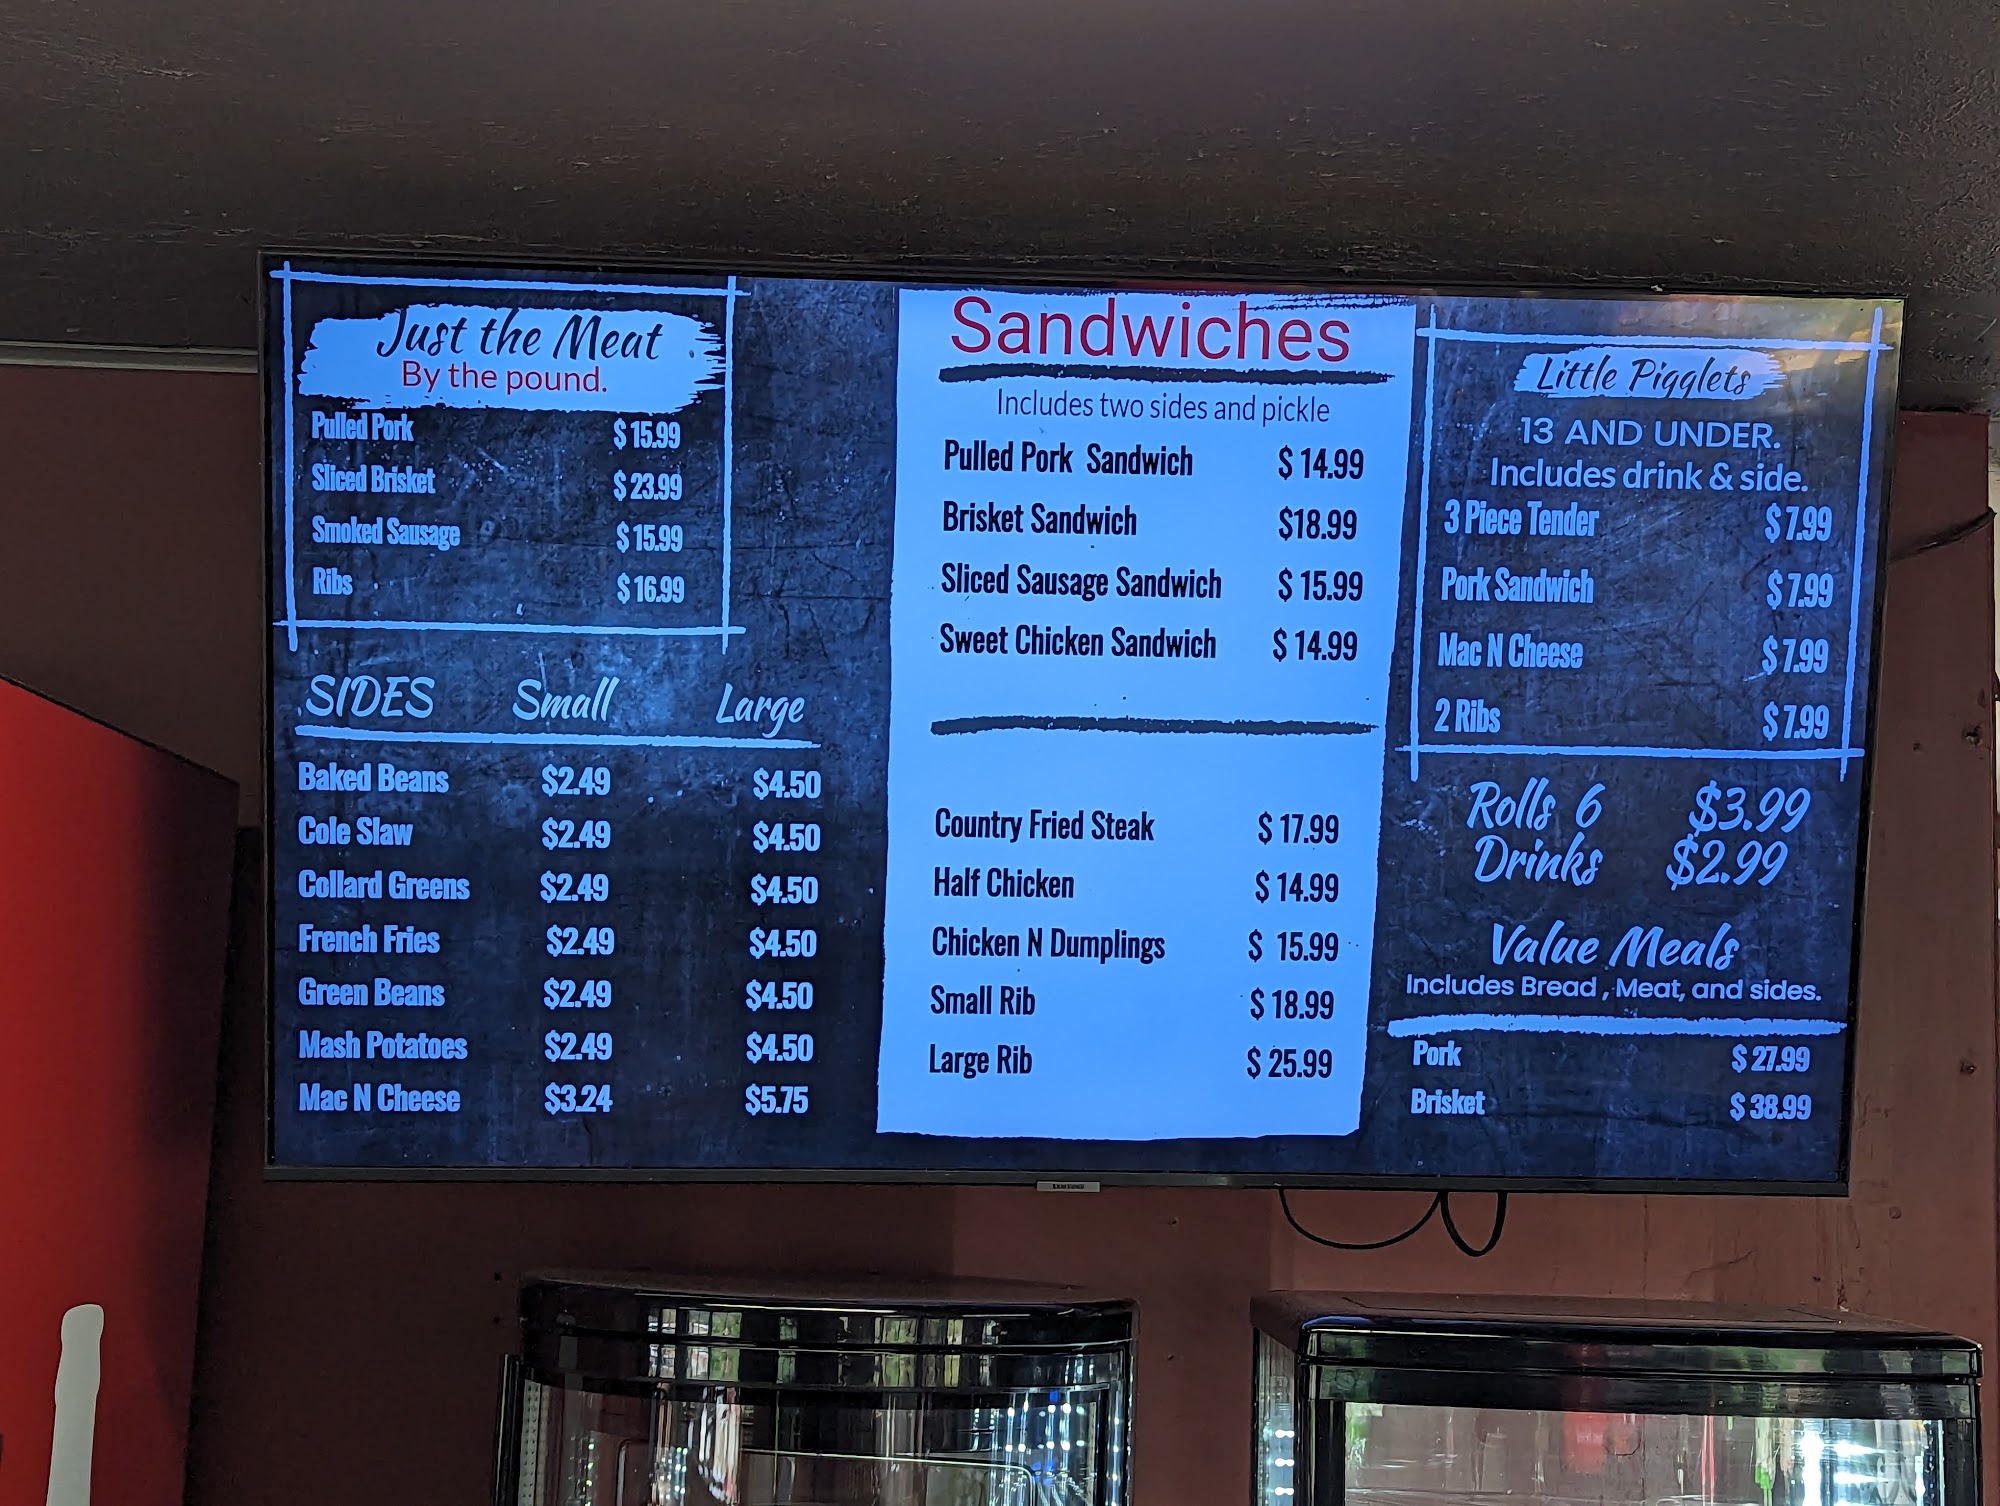 Just the Meat
By the pound.
Pulled Pork $ 15.99
Sliced Brisket $ 23.99
Smoked Sausage $ 15.99
Ribs $ 16.99
SIDES Small Large
Baked Beans $2.49 $4.50
Cole Slaw $2.49 $4.50
Collard Greens $2.49 $4.50
French Fries $2.49 $4.50
Green Beans $2.49 $4.50
Mash Potatoes $2.49 $4.50
Mac N Cheese $3.24 $5.75
Sandwiches
Includes two sides and pickle
Pulled Pork Sandwich $ 14.99
Brisket Sandwich $18.99
Sliced Sausage Sandwich $ 15.99
Sweet Chicken Sandwich $ 14.99
Country Fried Steak $ 17.99
Half Chicken $ 14.99
Chicken N Dumplings $ 15.99
Small Rib $ 18.99
Large Rib $ 25.99
Little Pigglets
13 AND UNDER.
Includes drink & side.
3 Piece Tender $ 7.99
Pork Sandwich $ 7.99
Mac N Cheese $ 7.99
2 Ribs $ 7.99
Rolls 6 $3.99
Drinks $2.99
Value Meals
Includes Bread , Meat, and sides.
Pork $ 27.99
Brisket $ 38.99